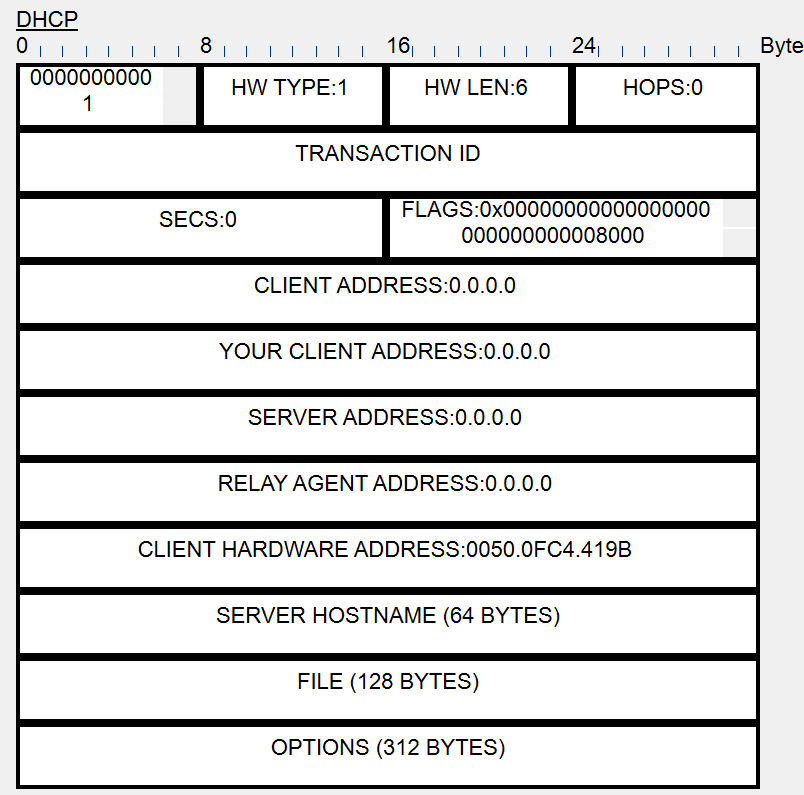 DHCP
0 8 16 24 Byte
0000000000
1
HW TYPE:1 HW LEN:6 HOPS:0
TRANSACTION ID
SECS:0
FLAGS:0x00000000000000000
000000000008000
CLIENT ADDRESS:0.0.0.0
YOUR CLIENT ADDRESS:0.0.0.0
SERVER ADDRESS:0.0.0.0
RELAY AGENT ADDRESS:0.0.0.0
CLIENT HARDWARE ADDRESS:0050.0FC4.419B
SERVER HOSTNAME (64 BYTES)
FILE (128 BYTES)
OPTIONS (312 BYTES)